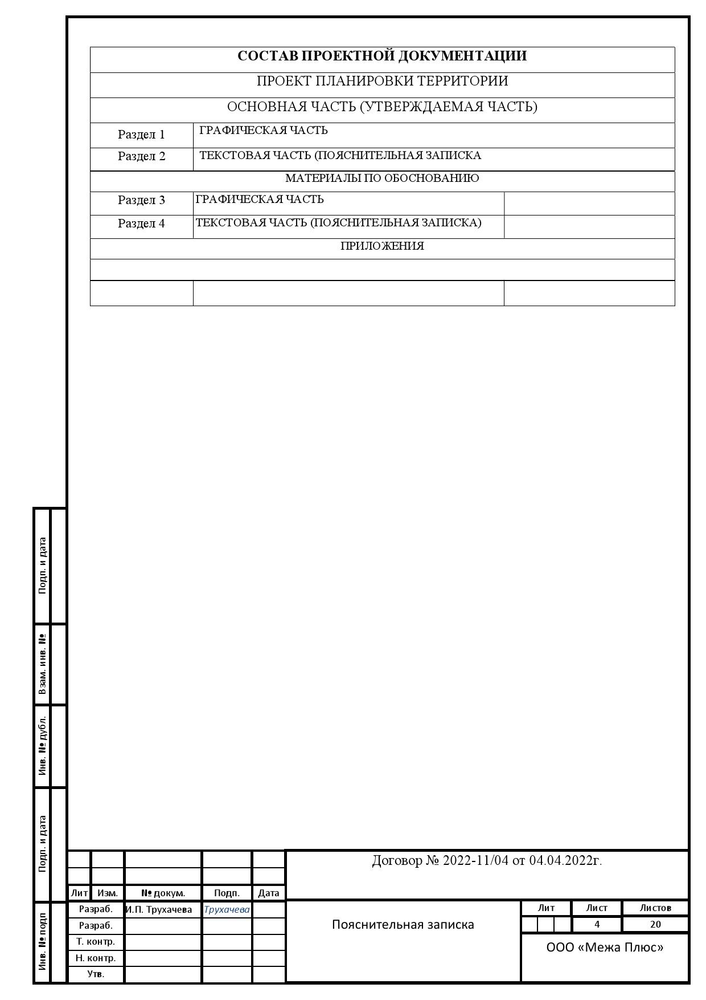 СОСТАВ ПРОЕКТНОЙ ДОКУМЕНТАЦИИ
ПРОЕКТ ПЛАНИРОВКИ ТЕРРИТОРИИ
ОСНОВНАЯ ЧАСТЬ (УТВЕРЖДАЕМАЯ ЧАСТЬ)
Раздел 1 ГРАФИЧЕСКАЯ ЧАСТЬ
Раздел 2 ТЕКСТОВАЯ ЧАСТЬ (ПОЯСНИТЕЛЬНАЯ ЗАПИСКА
МАТЕРИАЛЫ ПО ОБОСНОВАНИЮ
Раздел 3 ГРАФИЧЕСКАЯ ЧАСТЬ
Раздел 4 ТЕКСТОВАЯ ЧАСТЬ (ПОЯСНИТЕЛЬНАЯ ЗАПИСКА)
ПРИЛОЖЕНИЯ
Подп. и дата
Взам. инв. №
Инв. № дубл.
Подп. и дата
Инв. № подп
Договор № 2022-11/04 от 04.04.2022г.
Лит Изм. № докум. Подп. Дата
Разраб. И.П. Трухачева Трухачева
Разраб.
Т. контр.
Н. контр.
Утв.
Пояснительная записка
Лит Лист Листов
4 20
ООО «Межа Плюс»